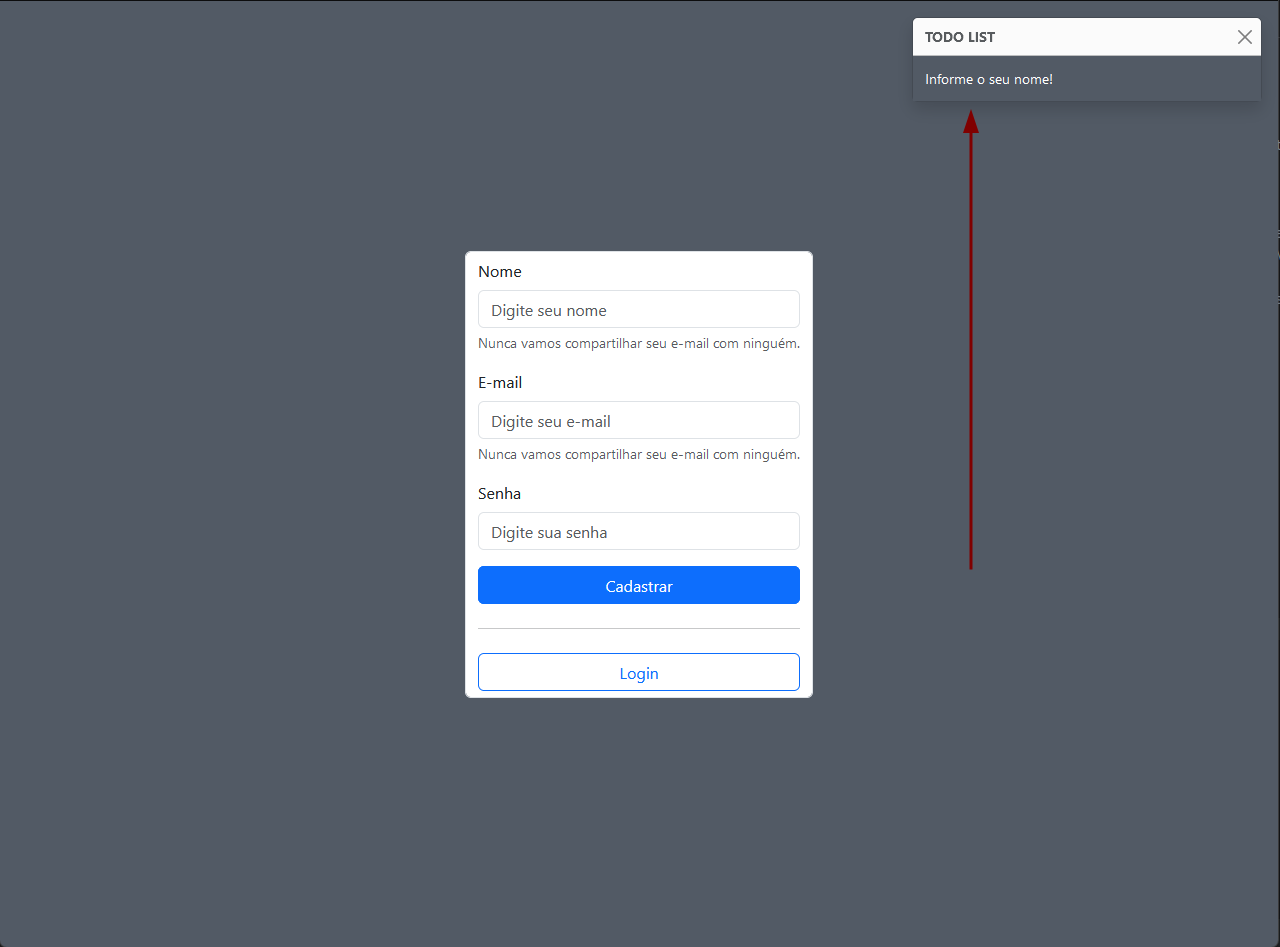 TODO LIST
Informe o seu nome!
Nome
Digite seu nome
Nunca vamos compartilhar seu e-mail com ninguém.
E-mail
Digite seu e-mail
Nunca vamos compartilhar seu e-mail com ninguém.
Senha
Digite sua senha
Cadastrar
Login